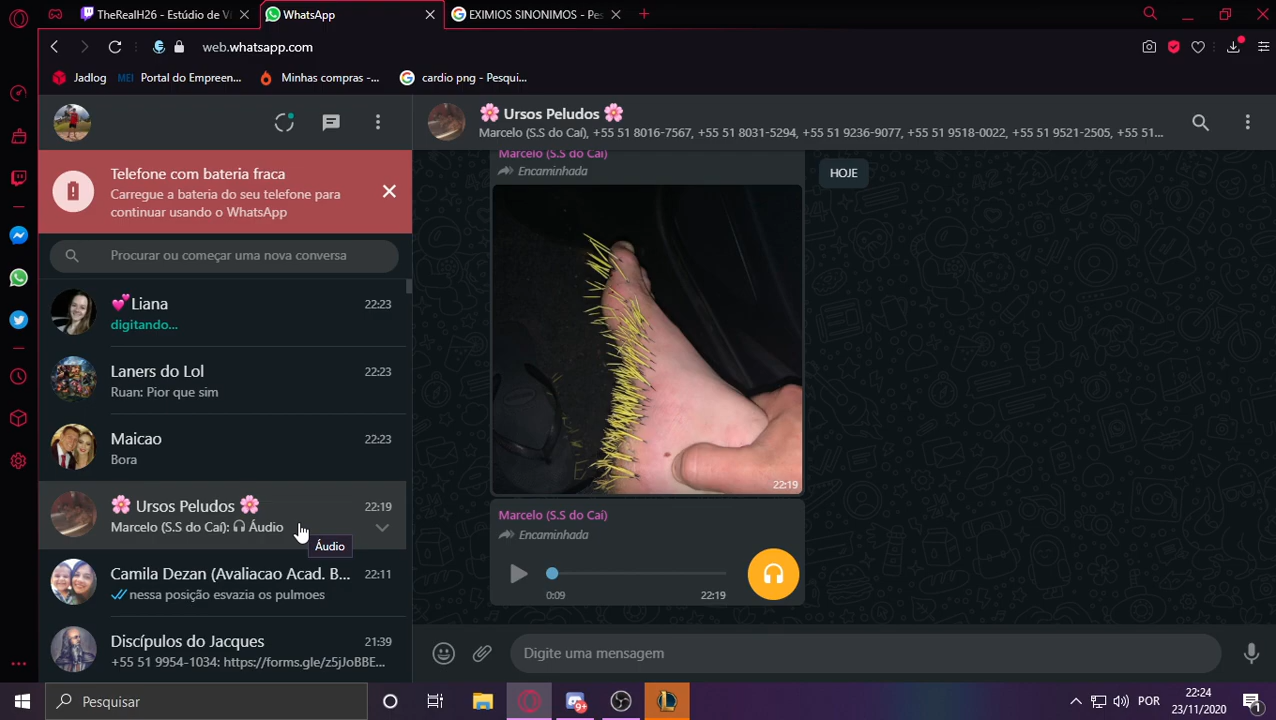 TheRealH26 - Estúdio de V
WhatsApp
EXIMIOS SINONIMOS - Pes
web.whatsapp.com
Jadlog
MEI Portal do Empreen...
Minhas compras -...
cardio png - Pesqui...
Telefone com bateria fraca
Carregue a bateria do seu telefone para
continuar usando o WhatsApp
Procurar ou começar uma nova conversa
💕Liana 22:23
digitando...
Laners do Lol 22:23
Ruan: Pior que sim
Maicao 22:23
Bora
🌸 Ursos Peludos 🌸 22:19
Marcelo (S.S do Caí): Áudio
Áudio
Camila Dezan (Avaliacao Acad. B... 22:11
nessa posição esvazia os pulmoes
Discípulos do Jacques 21:39
+55 51 9954-1034: https://forms.gle/z5jJoBBE...
🌸 Ursos Peludos 🌸
Marcelo (S.S do Caí), +55 51 8016-7567, +55 51 8031-5294, +55 51 9236-9077, +55 51 9518-0022, +55 51 9521-2505, +55 51...
HOJE
Marcelo (S.S do Caí)
Encaminhada
22:19
Marcelo (S.S do Caí)
Encaminhada
0:09 22:19
Digite uma mensagem
Pesquisar
9+
POR
22:24
23/11/2020
1